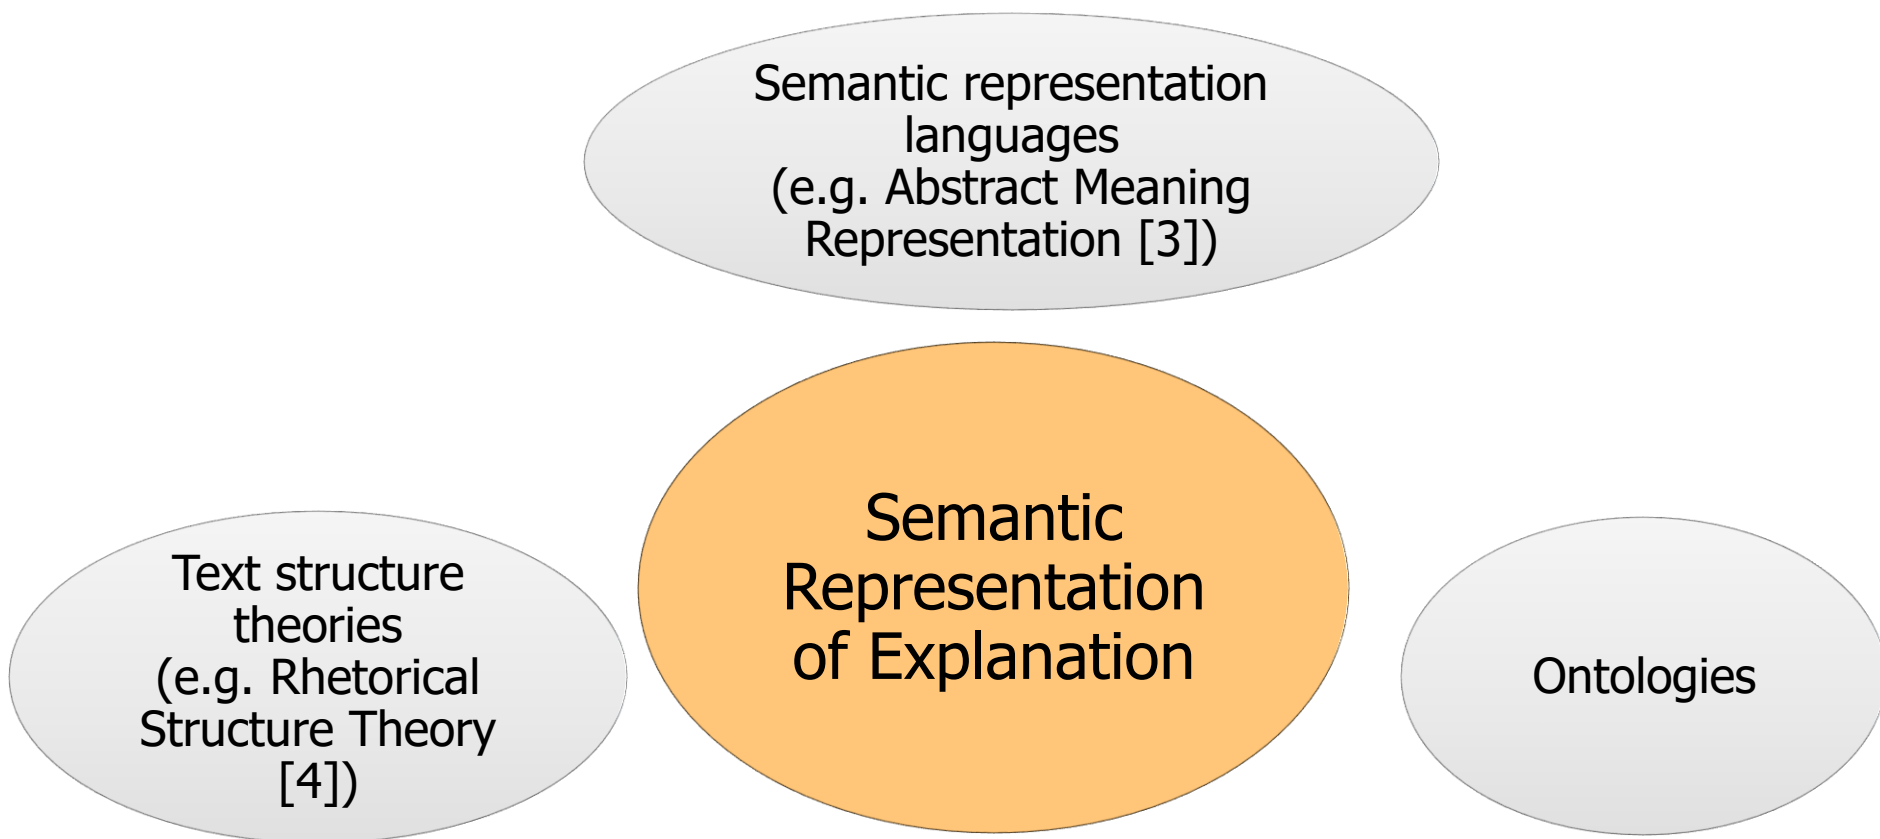 Semantic representation
languages
(e.g. Abstract Meaning
Representation [3])
Semantic
Representation
of Explanation
Text structure
theories
(e.g. Rhetorical
Structure Theory
[4])
Ontologies